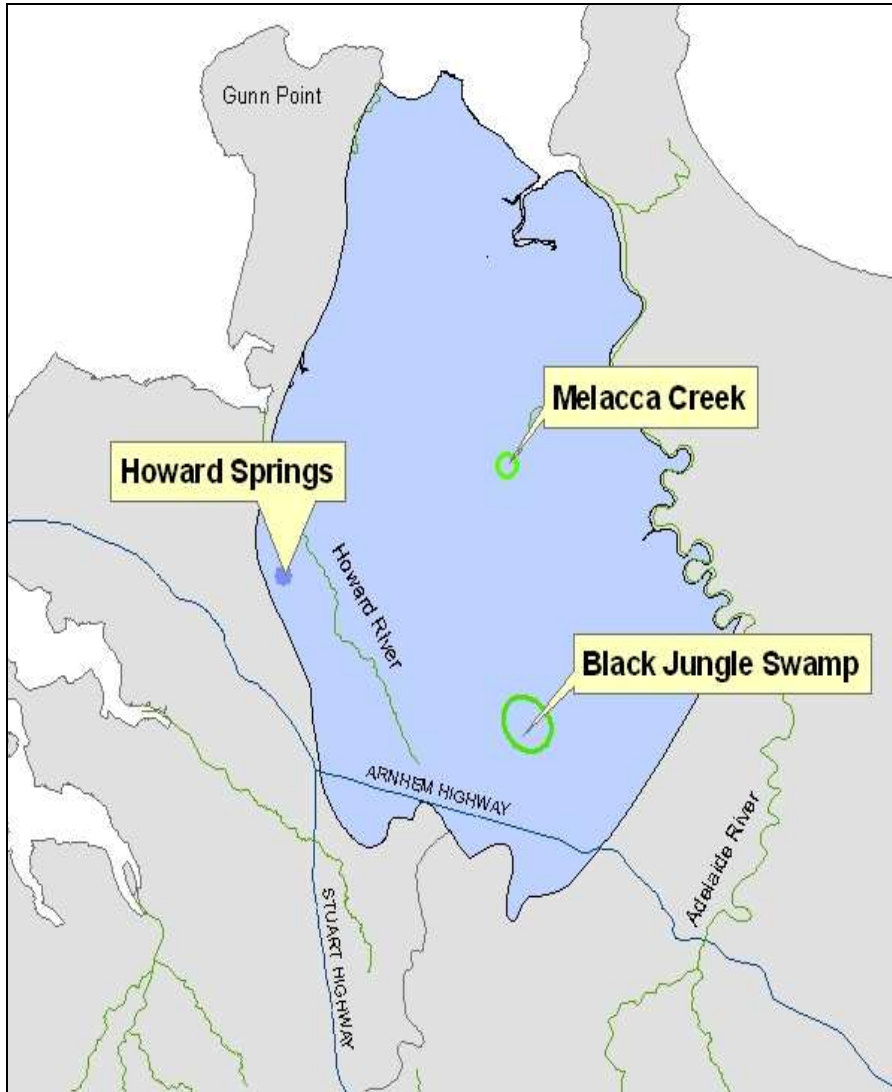 Gunn Point
Melacca Creek
Howard Springs
Howard River
Black Jungle Swamp
ARNHEM HIGHWAY
Adelaide River
STUART HIGHWAY